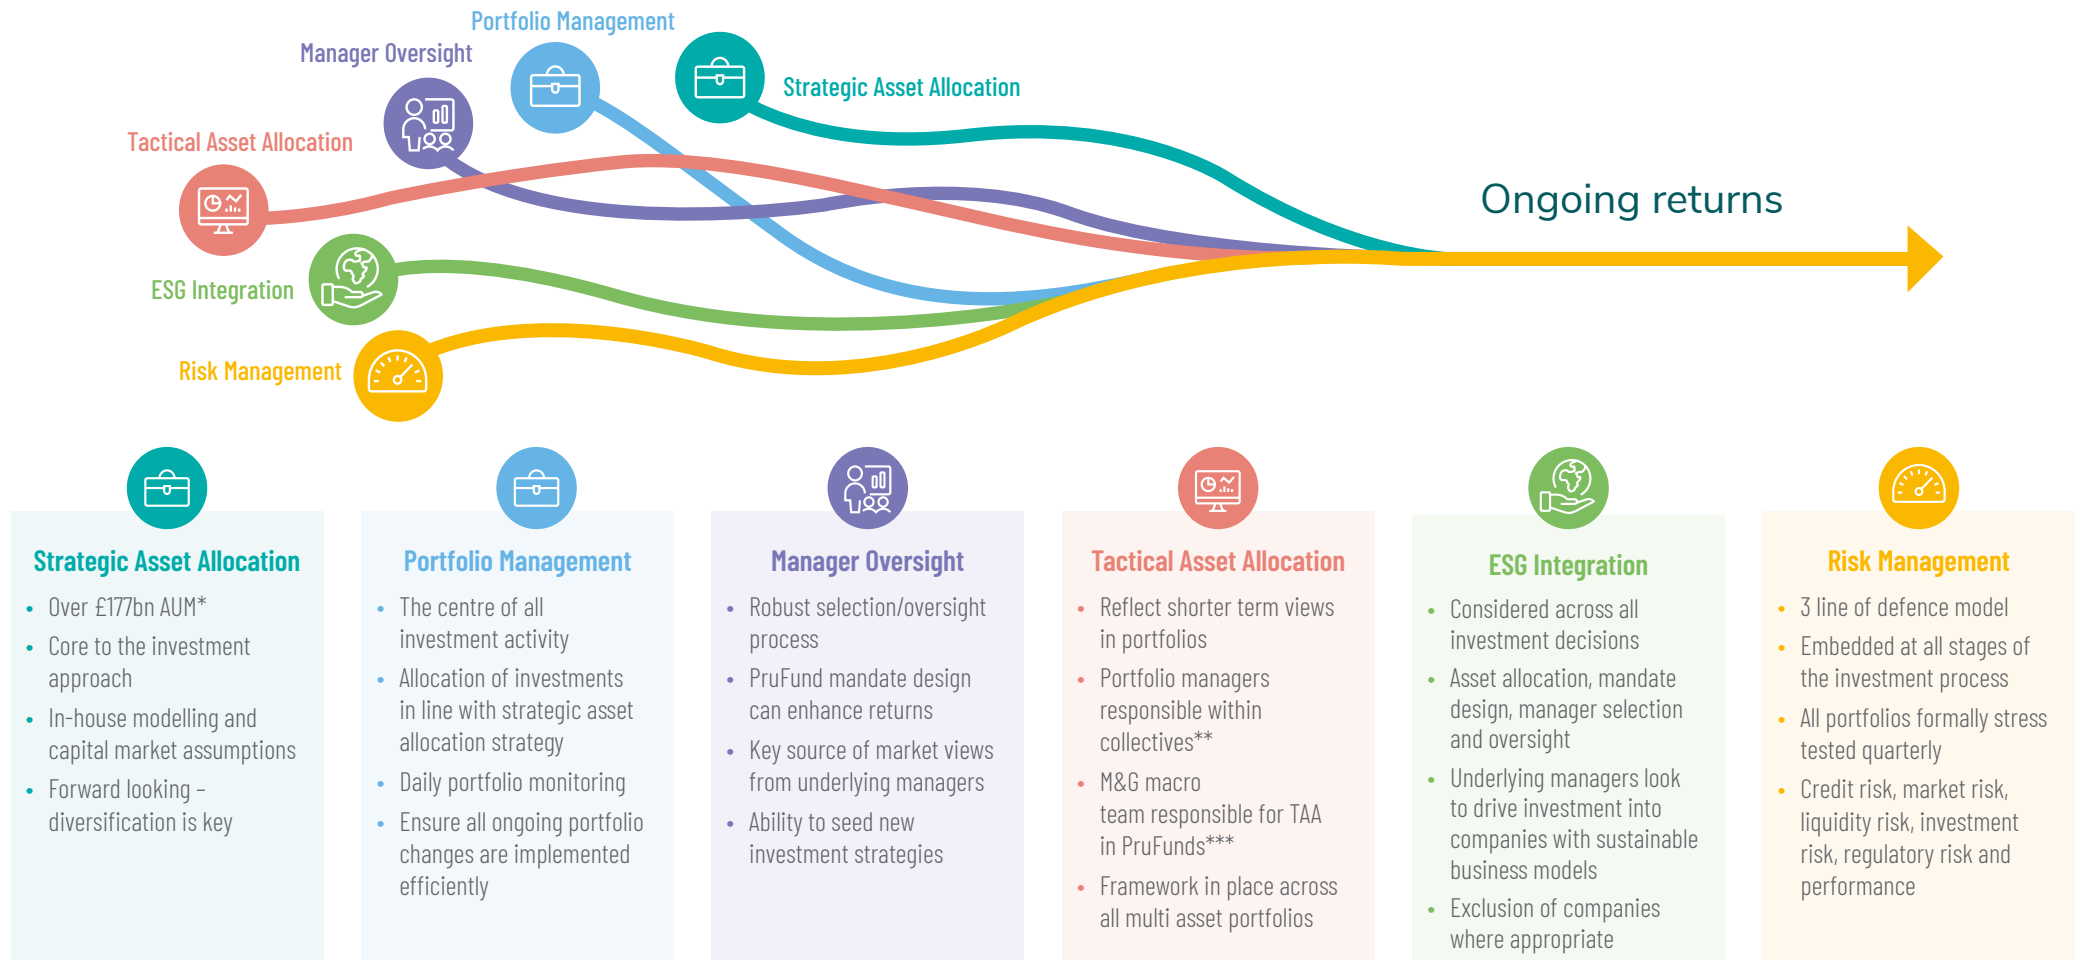 Portfolio Management
Manager Oversight
Strategic Asset Allocation
Tactical Asset Allocation
Ongoing returns
ESG Integration
Risk Management
Strategic Asset Allocation
• Over £177bn AUM*
• Core to the investment
approach
• In-house modelling and
capital market assumptions
• Forward looking –
diversification is key
Portfolio Management
• The centre of all
investment activity
• Allocation of investments
in line with strategic asset
allocation strategy
• Daily portfolio monitoring
• Ensure all ongoing portfolio
changes are implemented
efficiently
Manager Oversight
• Robust selection/oversight
process
• PruFund mandate design
can enhance returns
• Key source of market views
from underlying managers
• Ability to seed new
investment strategies
Tactical Asset Allocation
• Reflect shorter term views
in portfolios
• Portfolio managers
responsible within
collectives**
• M&G macro
team responsible for TAA
in PruFunds***
• Framework in place across
all multi asset portfolios
ESG Integration
• Considered across all
investment decisions
• Asset allocation, mandate
design, manager selection
and oversight
• Underlying managers look
to drive investment into
companies with sustainable
business models
• Exclusion of companies
where appropriate
Risk Management
• 3 line of defence model
• Embedded at all stages of
the investment process
• All portfolios formally stress
tested quarterly
• Credit risk, market risk,
liquidity risk, investment
risk, regulatory risk and
performance